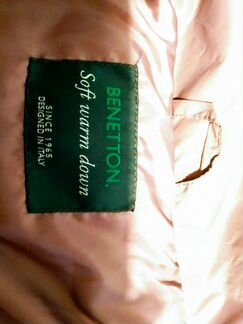 BENETTON.
Soft warm down
SINCE 1965
DESIGNED IN ITALY